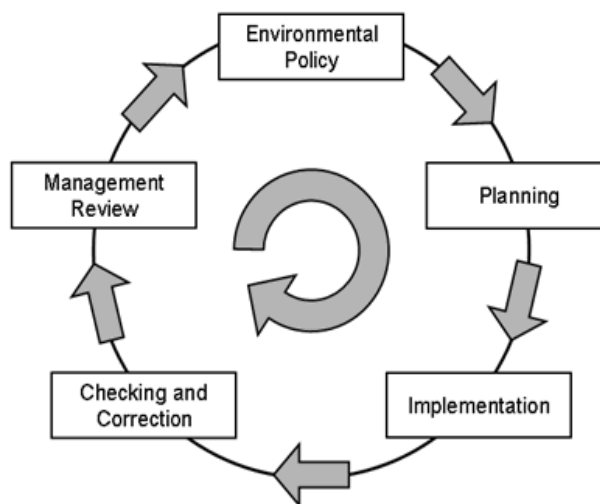 Environmental
Policy
Planning
Implementation
Checking and
Correction
Management
Review